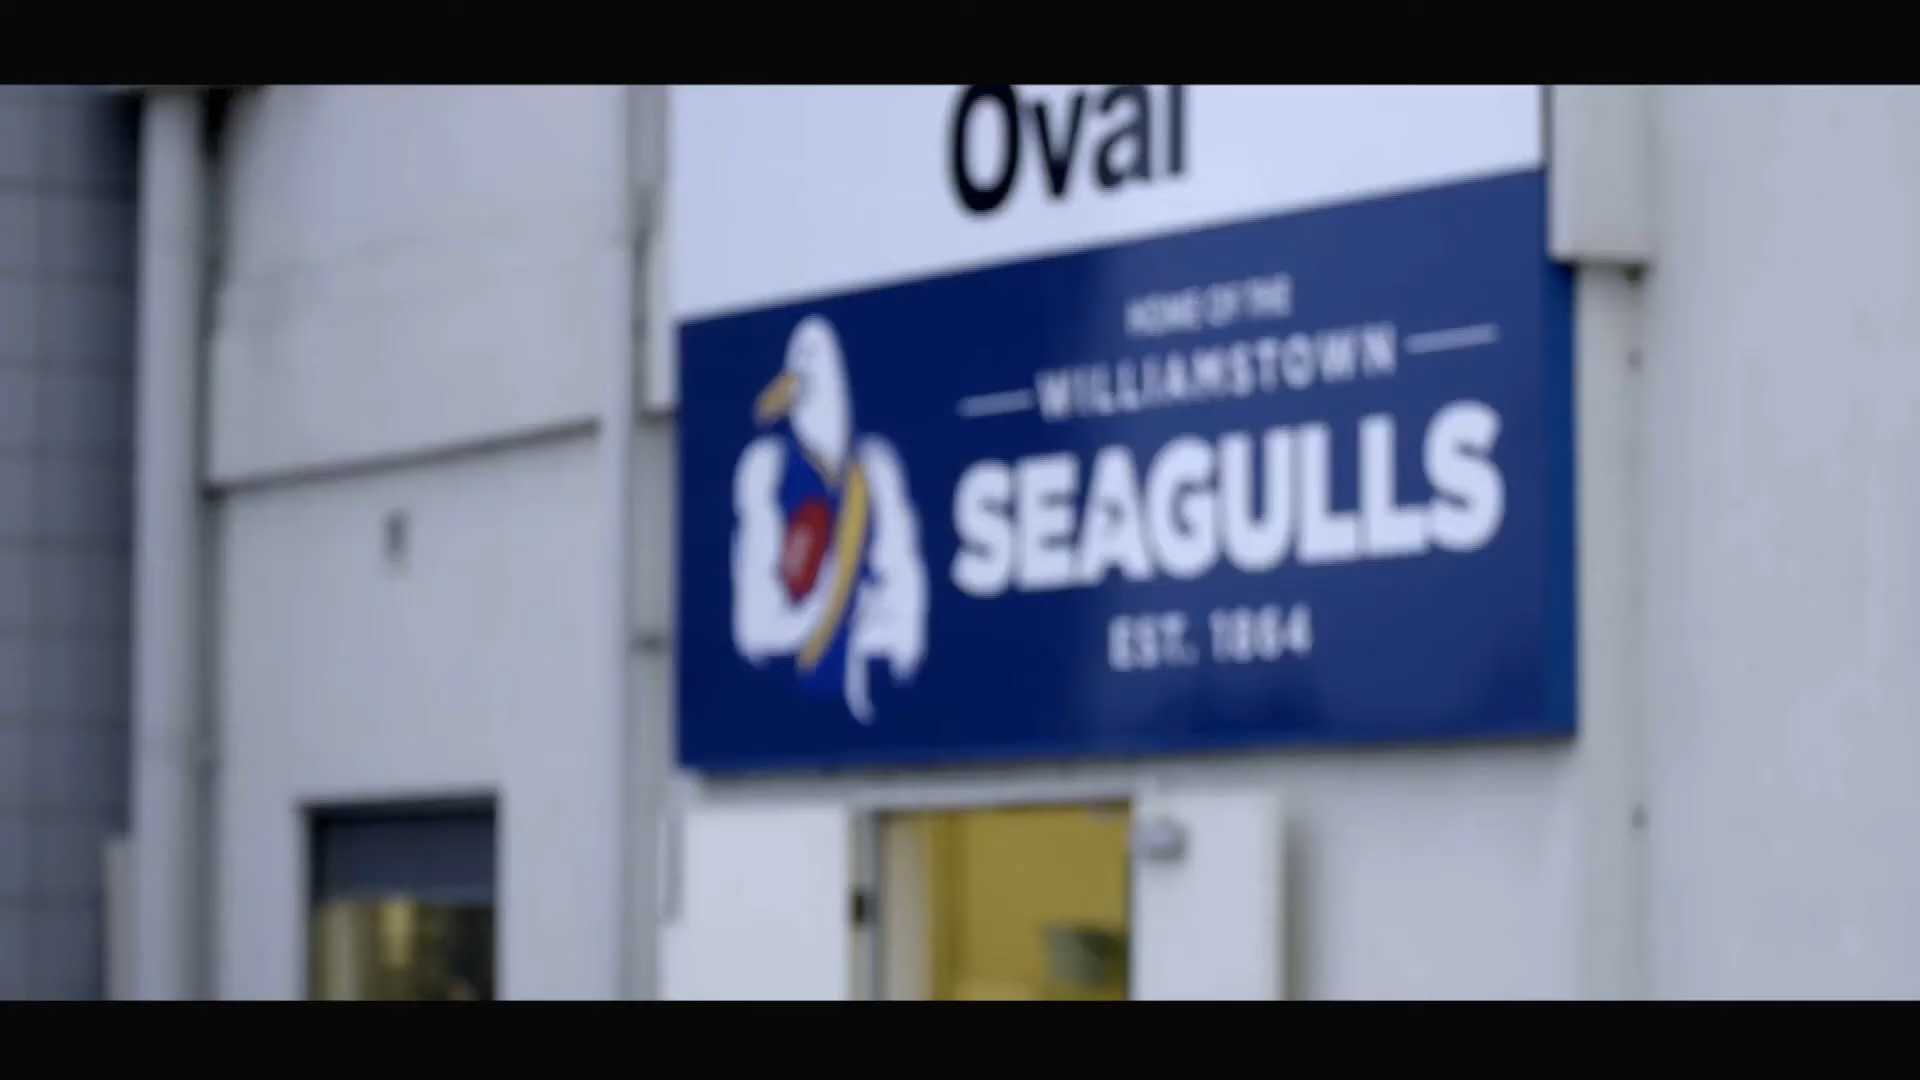 Oval
HOME OF THE
WILLIAMSTOWN
SEAGULLS
EST. 1864